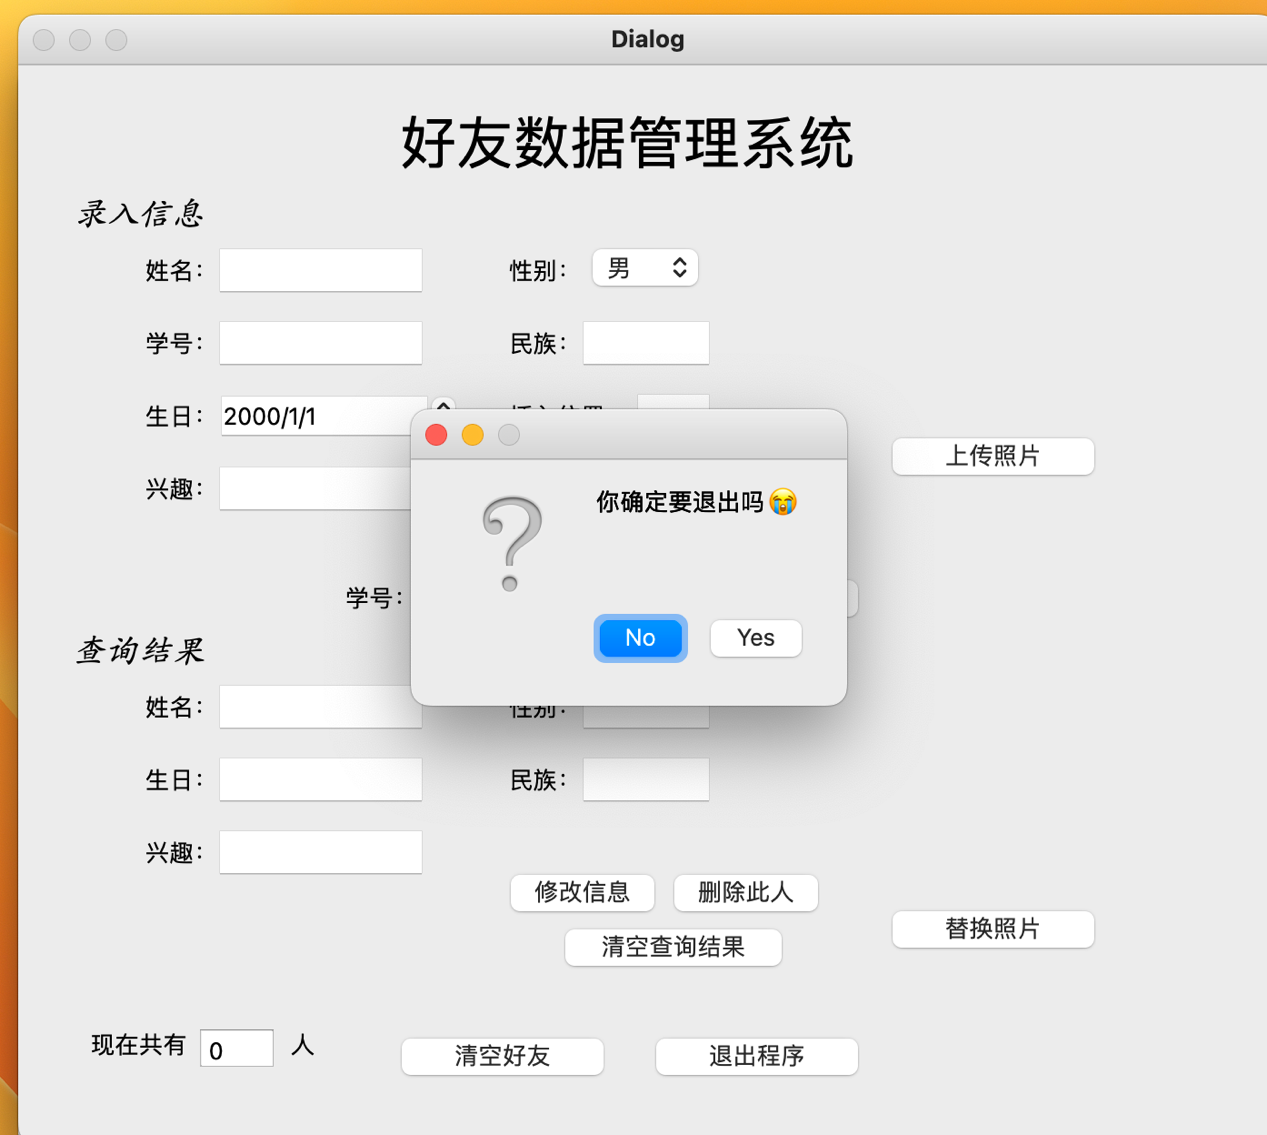 Dialog
好友数据管理系统
录入信息
姓名：
性别：
男
学号：
民族：
生日：
2000/1/1
上传照片
兴趣：
你确定要退出吗😭
学号：
No
Yes
查询结果
姓名：
性别：
生日：
民族：
兴趣：
修改信息
删除此人
替换照片
清空查询结果
现在共有 0 人
清空好友
退出程序